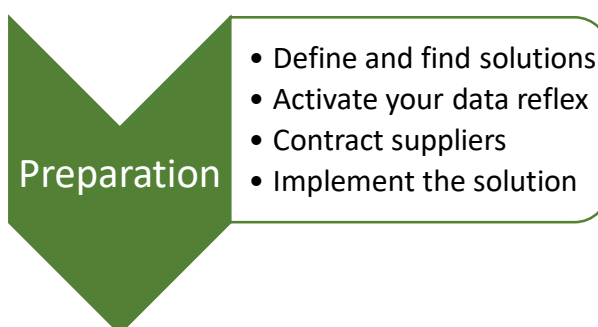 Preparation
• Define and find solutions
• Activate your data reflex
• Contract suppliers
• Implement the solution